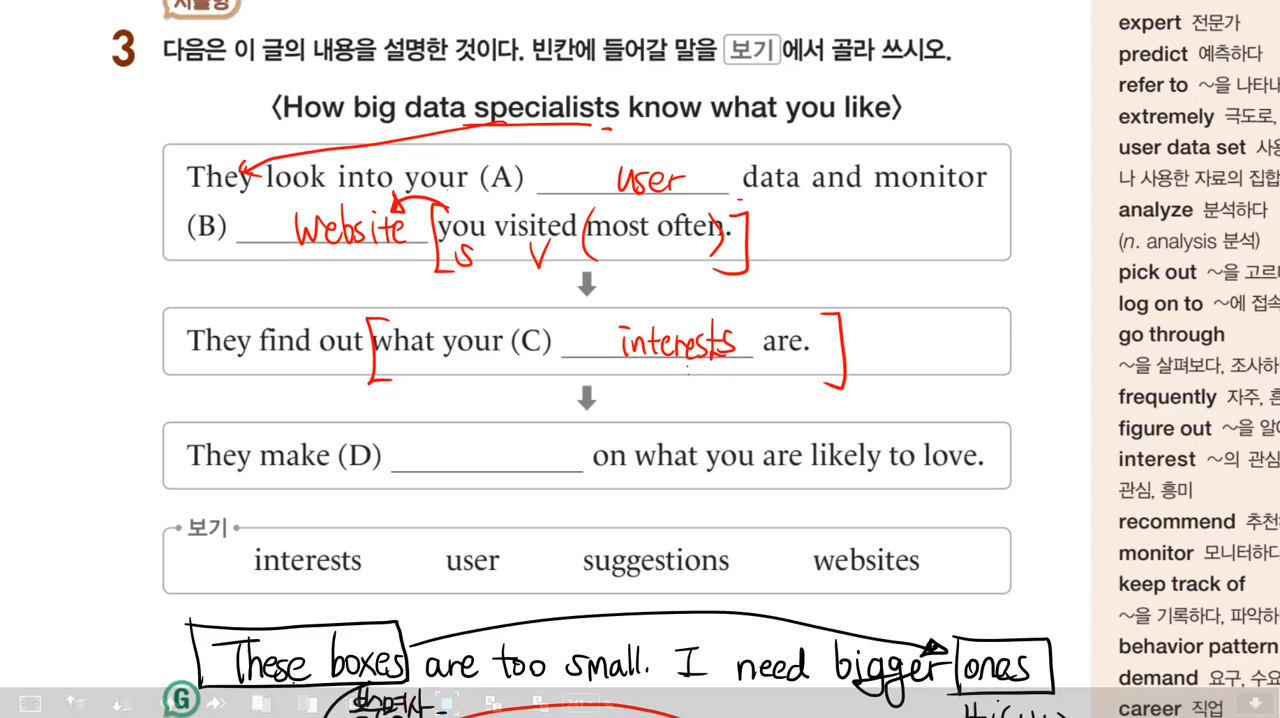 서술형
3 다음은 이 글의 내용을 설명한 것이다. 빈칸에 들어갈 말을 보기 에서 골라 쓰시오.
〈How big data specialists know what you like〉
They look into your (A) user data and monitor
(B) Website you visited (most often.)
S V
They find out [what your (C) interests are.]
They make (D) ____________ on what you are likely to love.
보기
interests user suggestions websites
These boxes are too small. I need bigger ones
G 복수명사
expert 전문가
predict 예측하다
refer to ~을 나타내
extremely 극도로,
user data set 사용
나 사용한 자료의 집합
analyze 분석하다
(n. analysis 분석)
pick out ~을 고르
log on to ~에 접속
go through
~을 살펴보다, 조사하
frequently 자주, 흔
figure out ~을 알
interest ~의 관심
관심, 흥미
recommend 추천
monitor 모니터하다
keep track of
~을 기록하다, 파악하
behavior pattern
demand 요구, 수요
career 직업